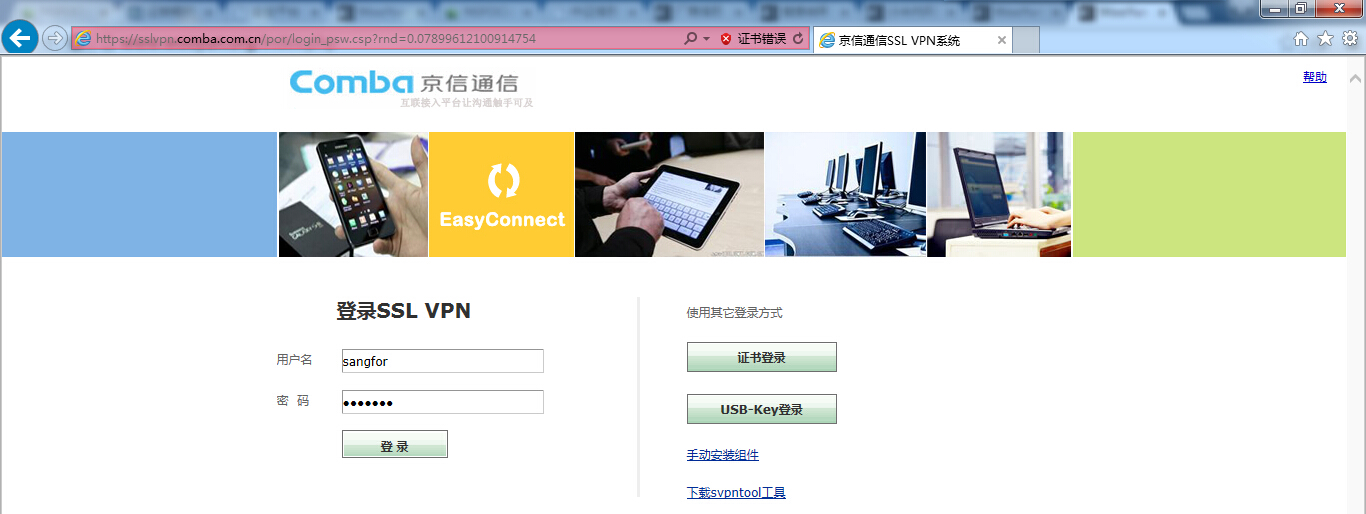 https://sslvpn.comba.com.cn/por/login_psw.csp?rnd=0.07899612100914754
证书错误
京信通信SSL VPN系统
帮助
Comba 京信通信
互联接入平台让沟通触手可及
EasyConnect
登录SSL VPN
用户名
sangfor
密 码
登 录
使用其它登录方式
证书登录
USB-Key登录
手动安装组件
下载svpntool工具